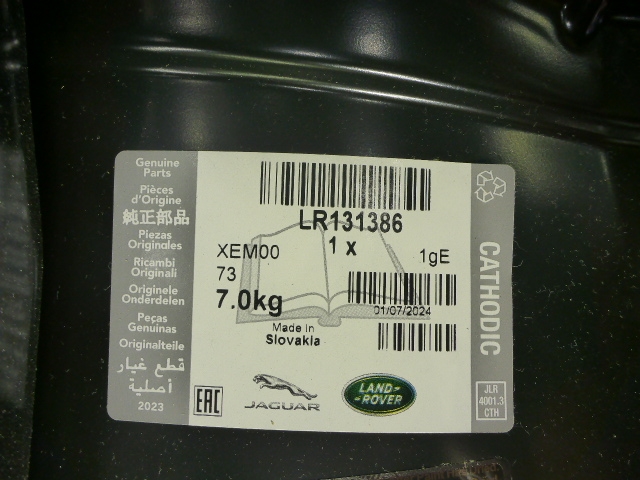 Genuine
Parts
Pièces
d'Origine
純正部品
Piezas
Originales
Ricambi
Originali
Originele
Onderdelen
Peças
Genuinas
Originalteile
قطع غيار
أصلية
2023
LR131386
1 x
XEM00
1gE
73
7.0kg
01/07/2024
Made in
Slovakia
EAC
JAGUAR
LAND-
-ROVER
CATHODIC
JLR
4001.3
CTH